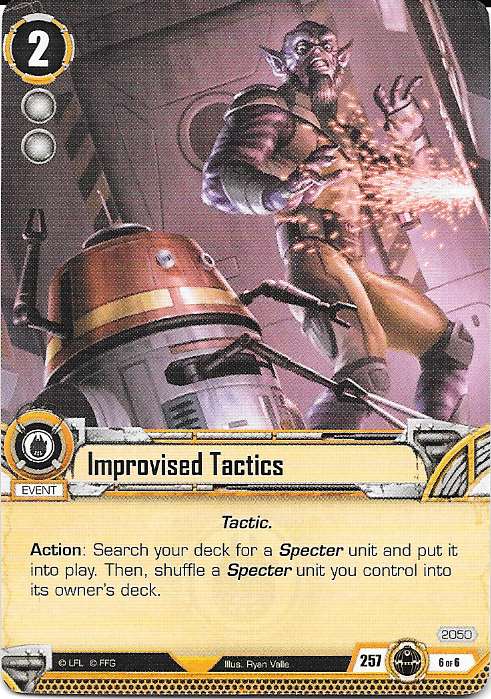 2
Improvised Tactics
EVENT
Tactic.
Action: Search your deck for a Specter unit and put it
into play. Then, shuffle a Specter unit you control into
its owner's deck.
2050
© LFL © FFG
Illus. Ryan Valle
257
6 OF 6